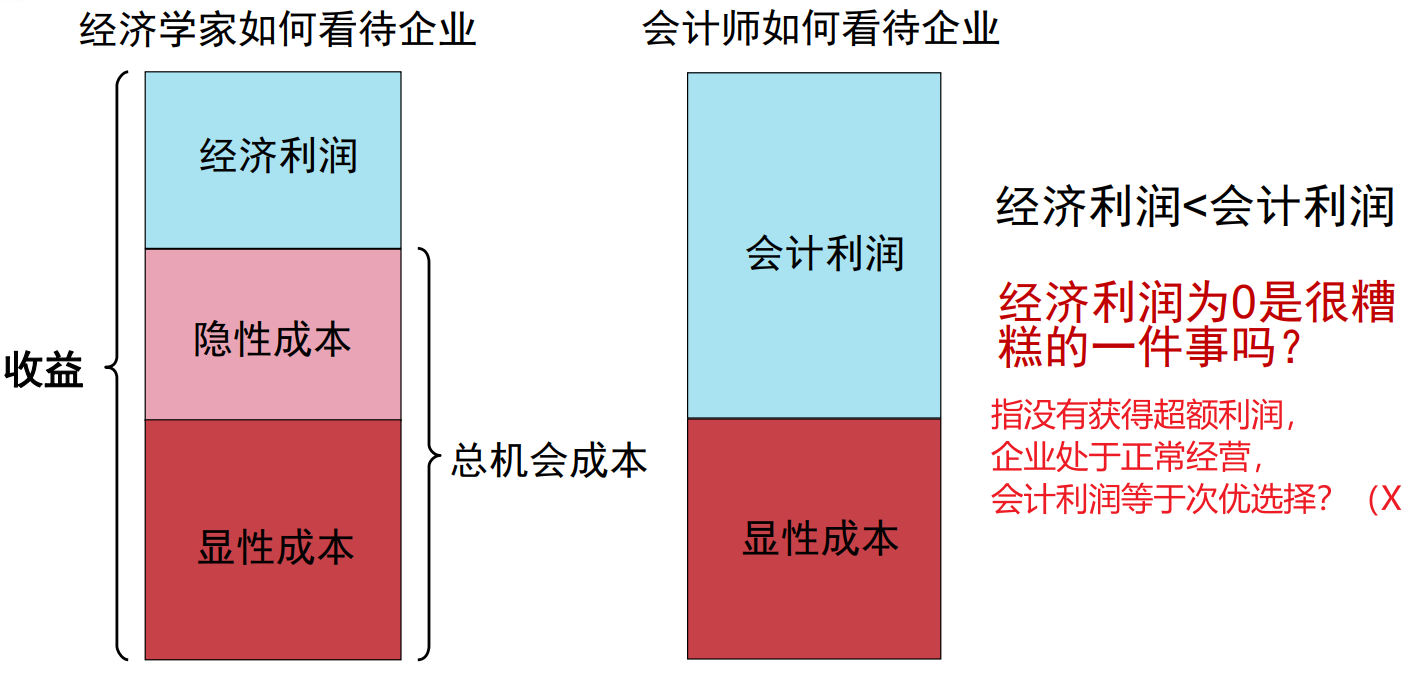 经济学家如何看待企业
会计师如何看待企业
经济利润
隐性成本
显性成本
收益
总机会成本
会计利润
显性成本
经济利润<会计利润
经济利润为0是很糟
糕的一件事吗?
指没有获得超额利润，
企业处于正常经营，
会计利润等于次优选择？（X